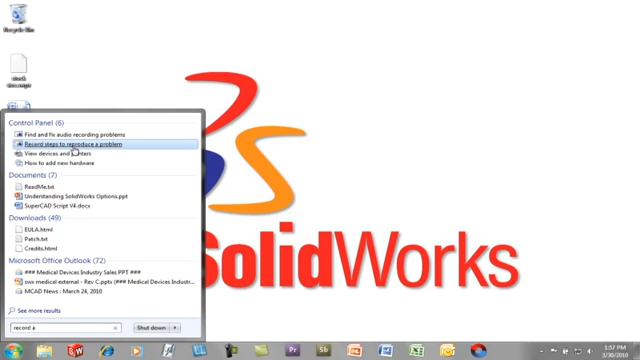 Recycle Bin
Control Panel (6)
Find and fix audio recording problems
Record steps to reproduce a problem
View devices and printers
How to add new hardware
Documents (7)
ReadMe.txt
Understanding SolidWorks Options.ppt
SuperCAD Script V4.docx
Downloads (49)
EULA.html
Patch.txt
Credits.html
Microsoft Office Outlook (72)
### Medical Devices Industry Sales PPT ###
swx medical external - Rev C.pptx (### Medical Devices Industr...
MCAD News: - March 24, 2010
See more results
record a
Shut down
SolidWorks
Pr
Sb
1:57 PM
3/30/2010